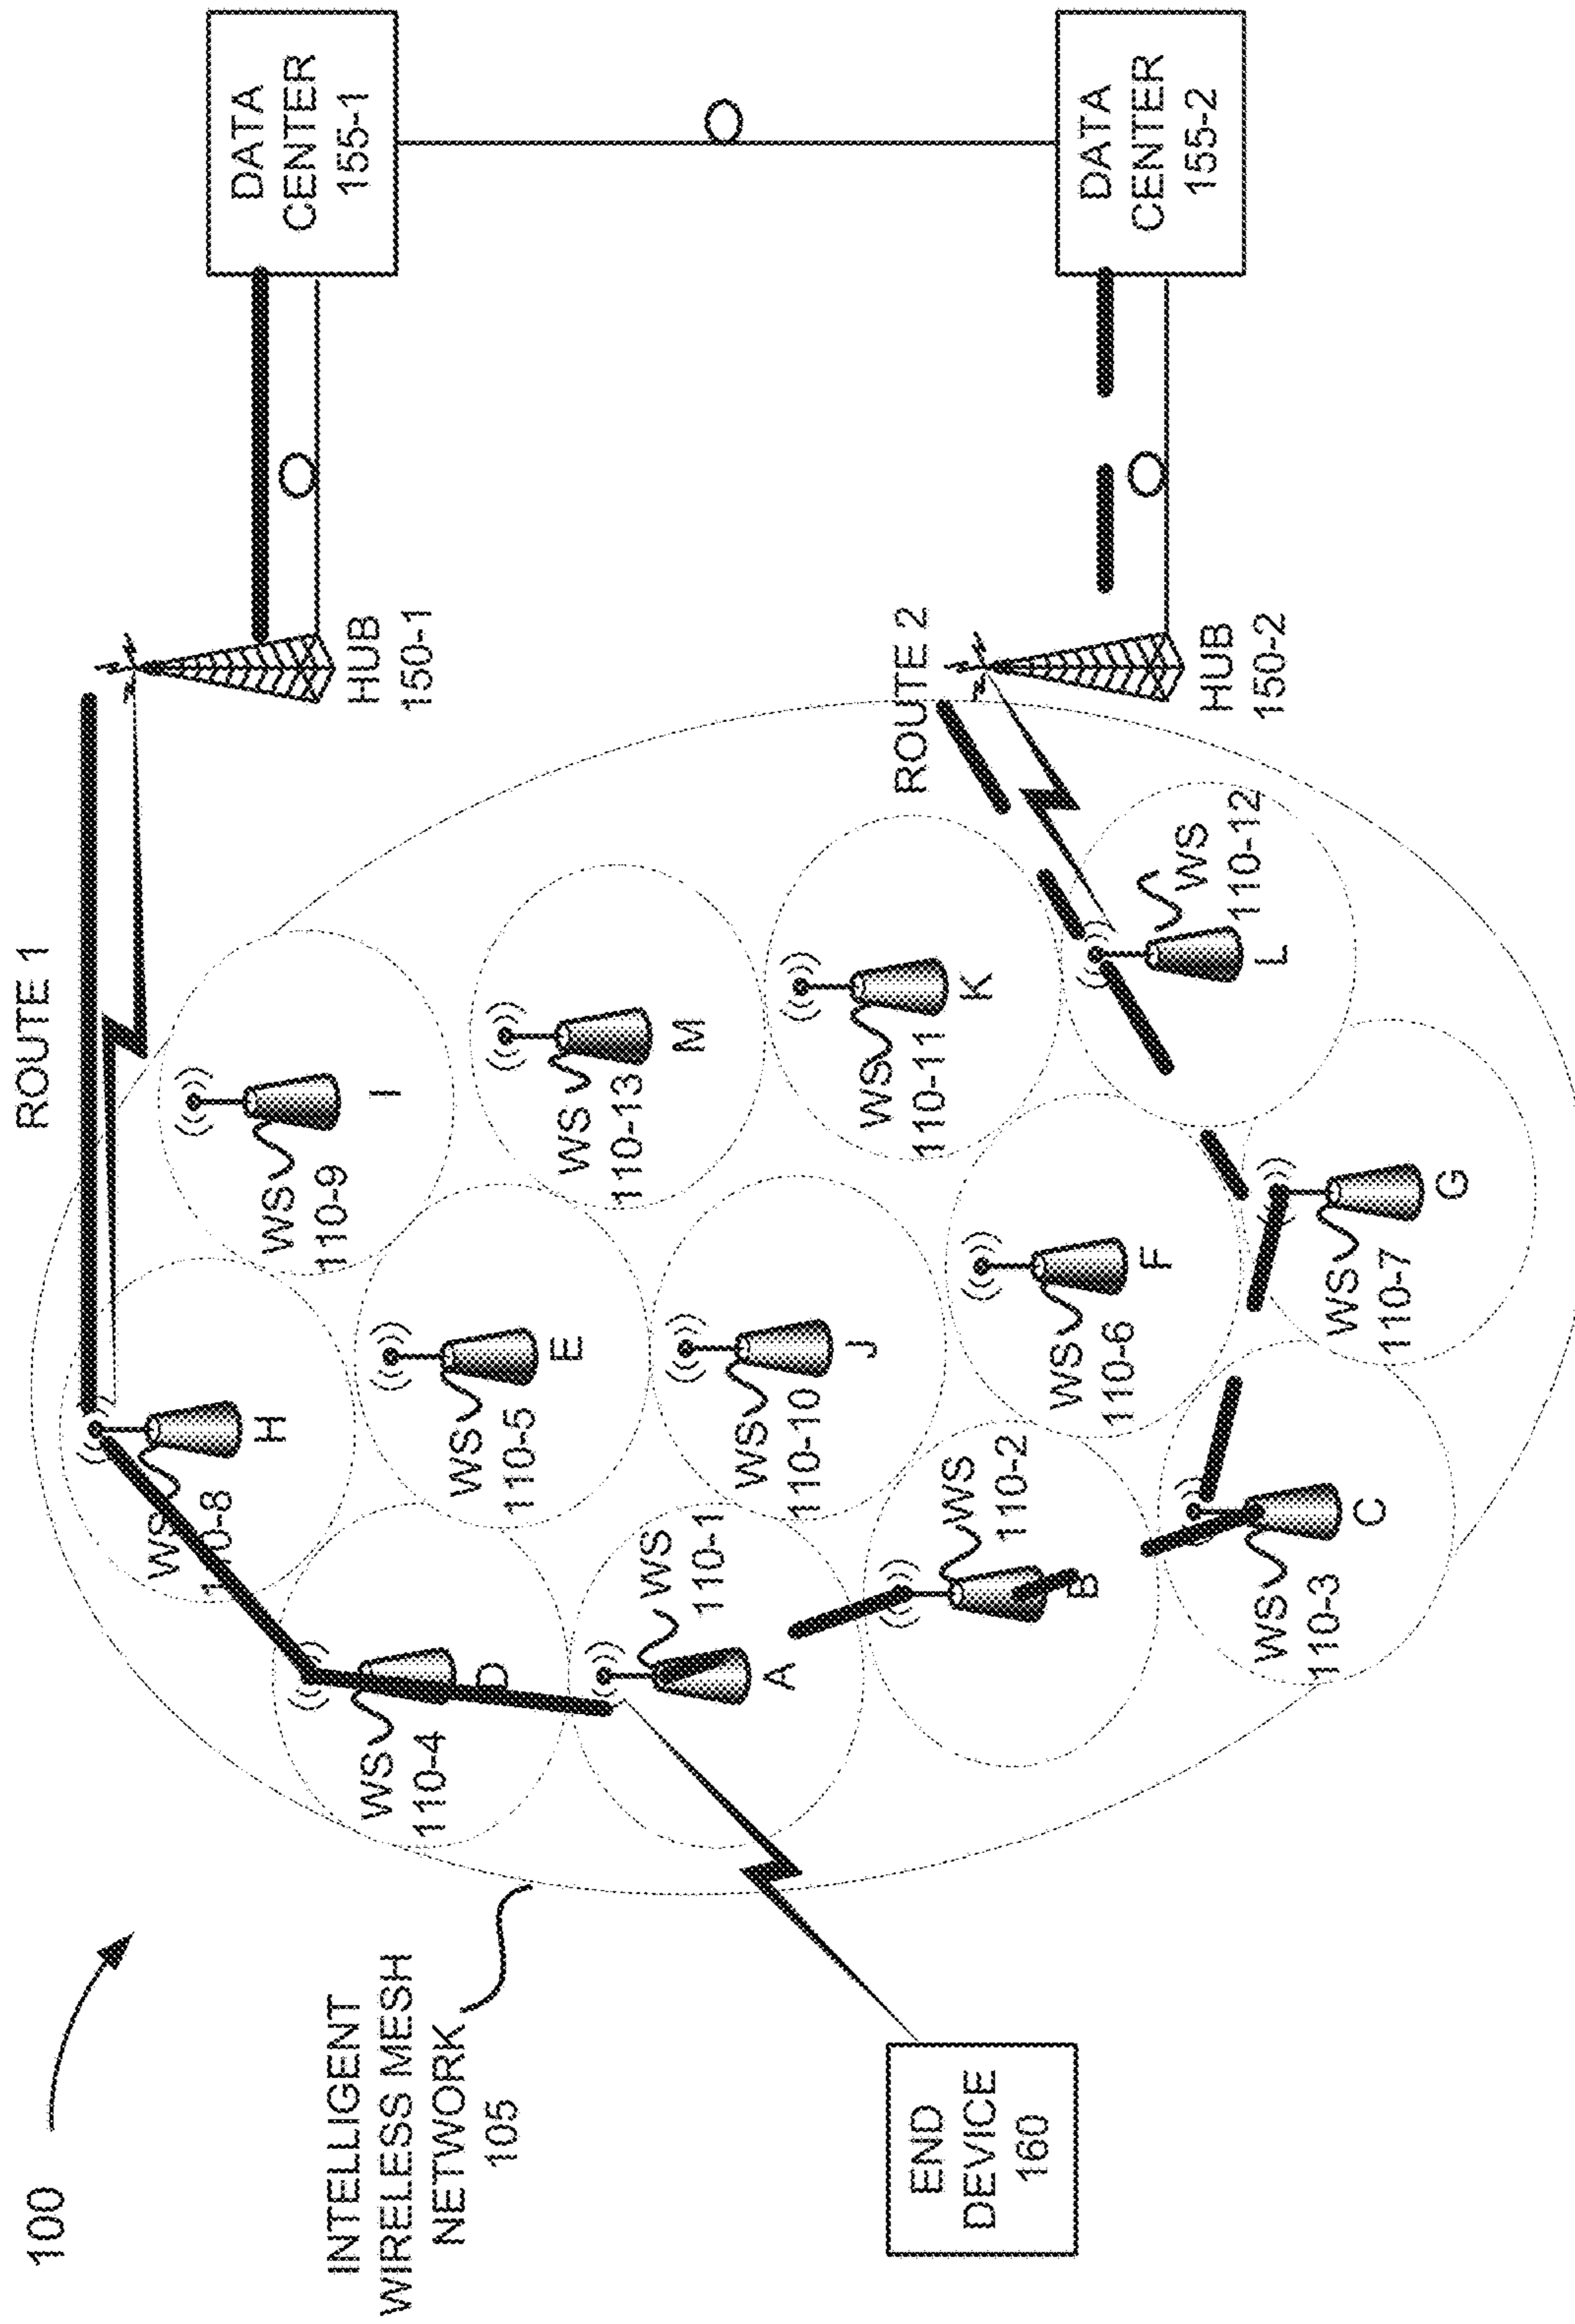 100
INTELLIGENT
WIRELESS MESH
NETWORK
105
END
DEVICE
160
ROUTE 1
WS
110-8
H
WS
110-4
D
WS
110-1
A
WS
110-9
I
WS
110-5
E
WS
110-13
M
WS
110-10
J
WS
110-2
B
WS
110-11
K
WS
110-6
F
WS
110-3
C
WS
110-7
G
WS
110-12
L
ROUTE 2
HUB
150-1
HUB
150-2
DATA
CENTER
155-1
DATA
CENTER
155-2